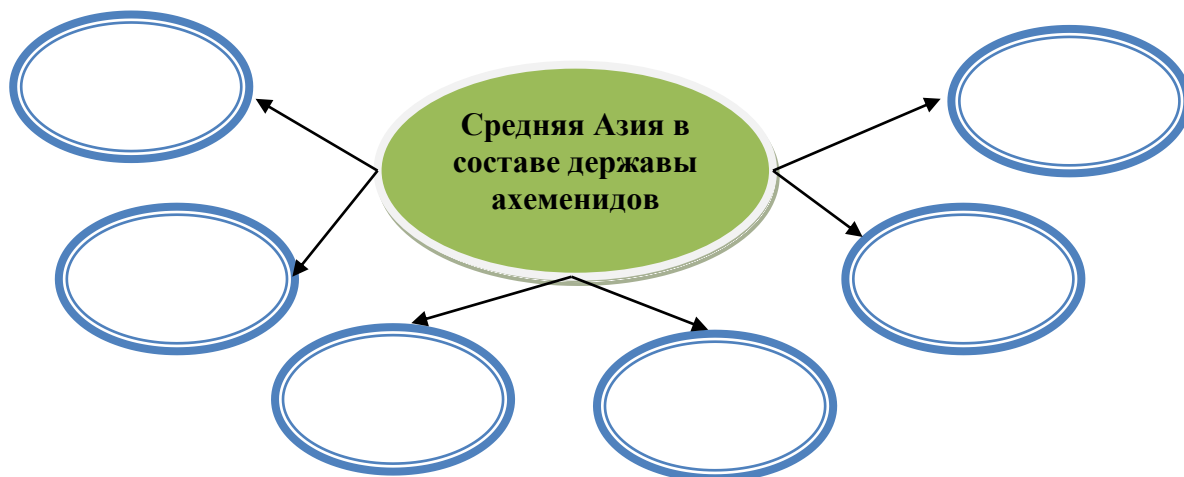 Средняя Азия в
составе державы
ахеменидов